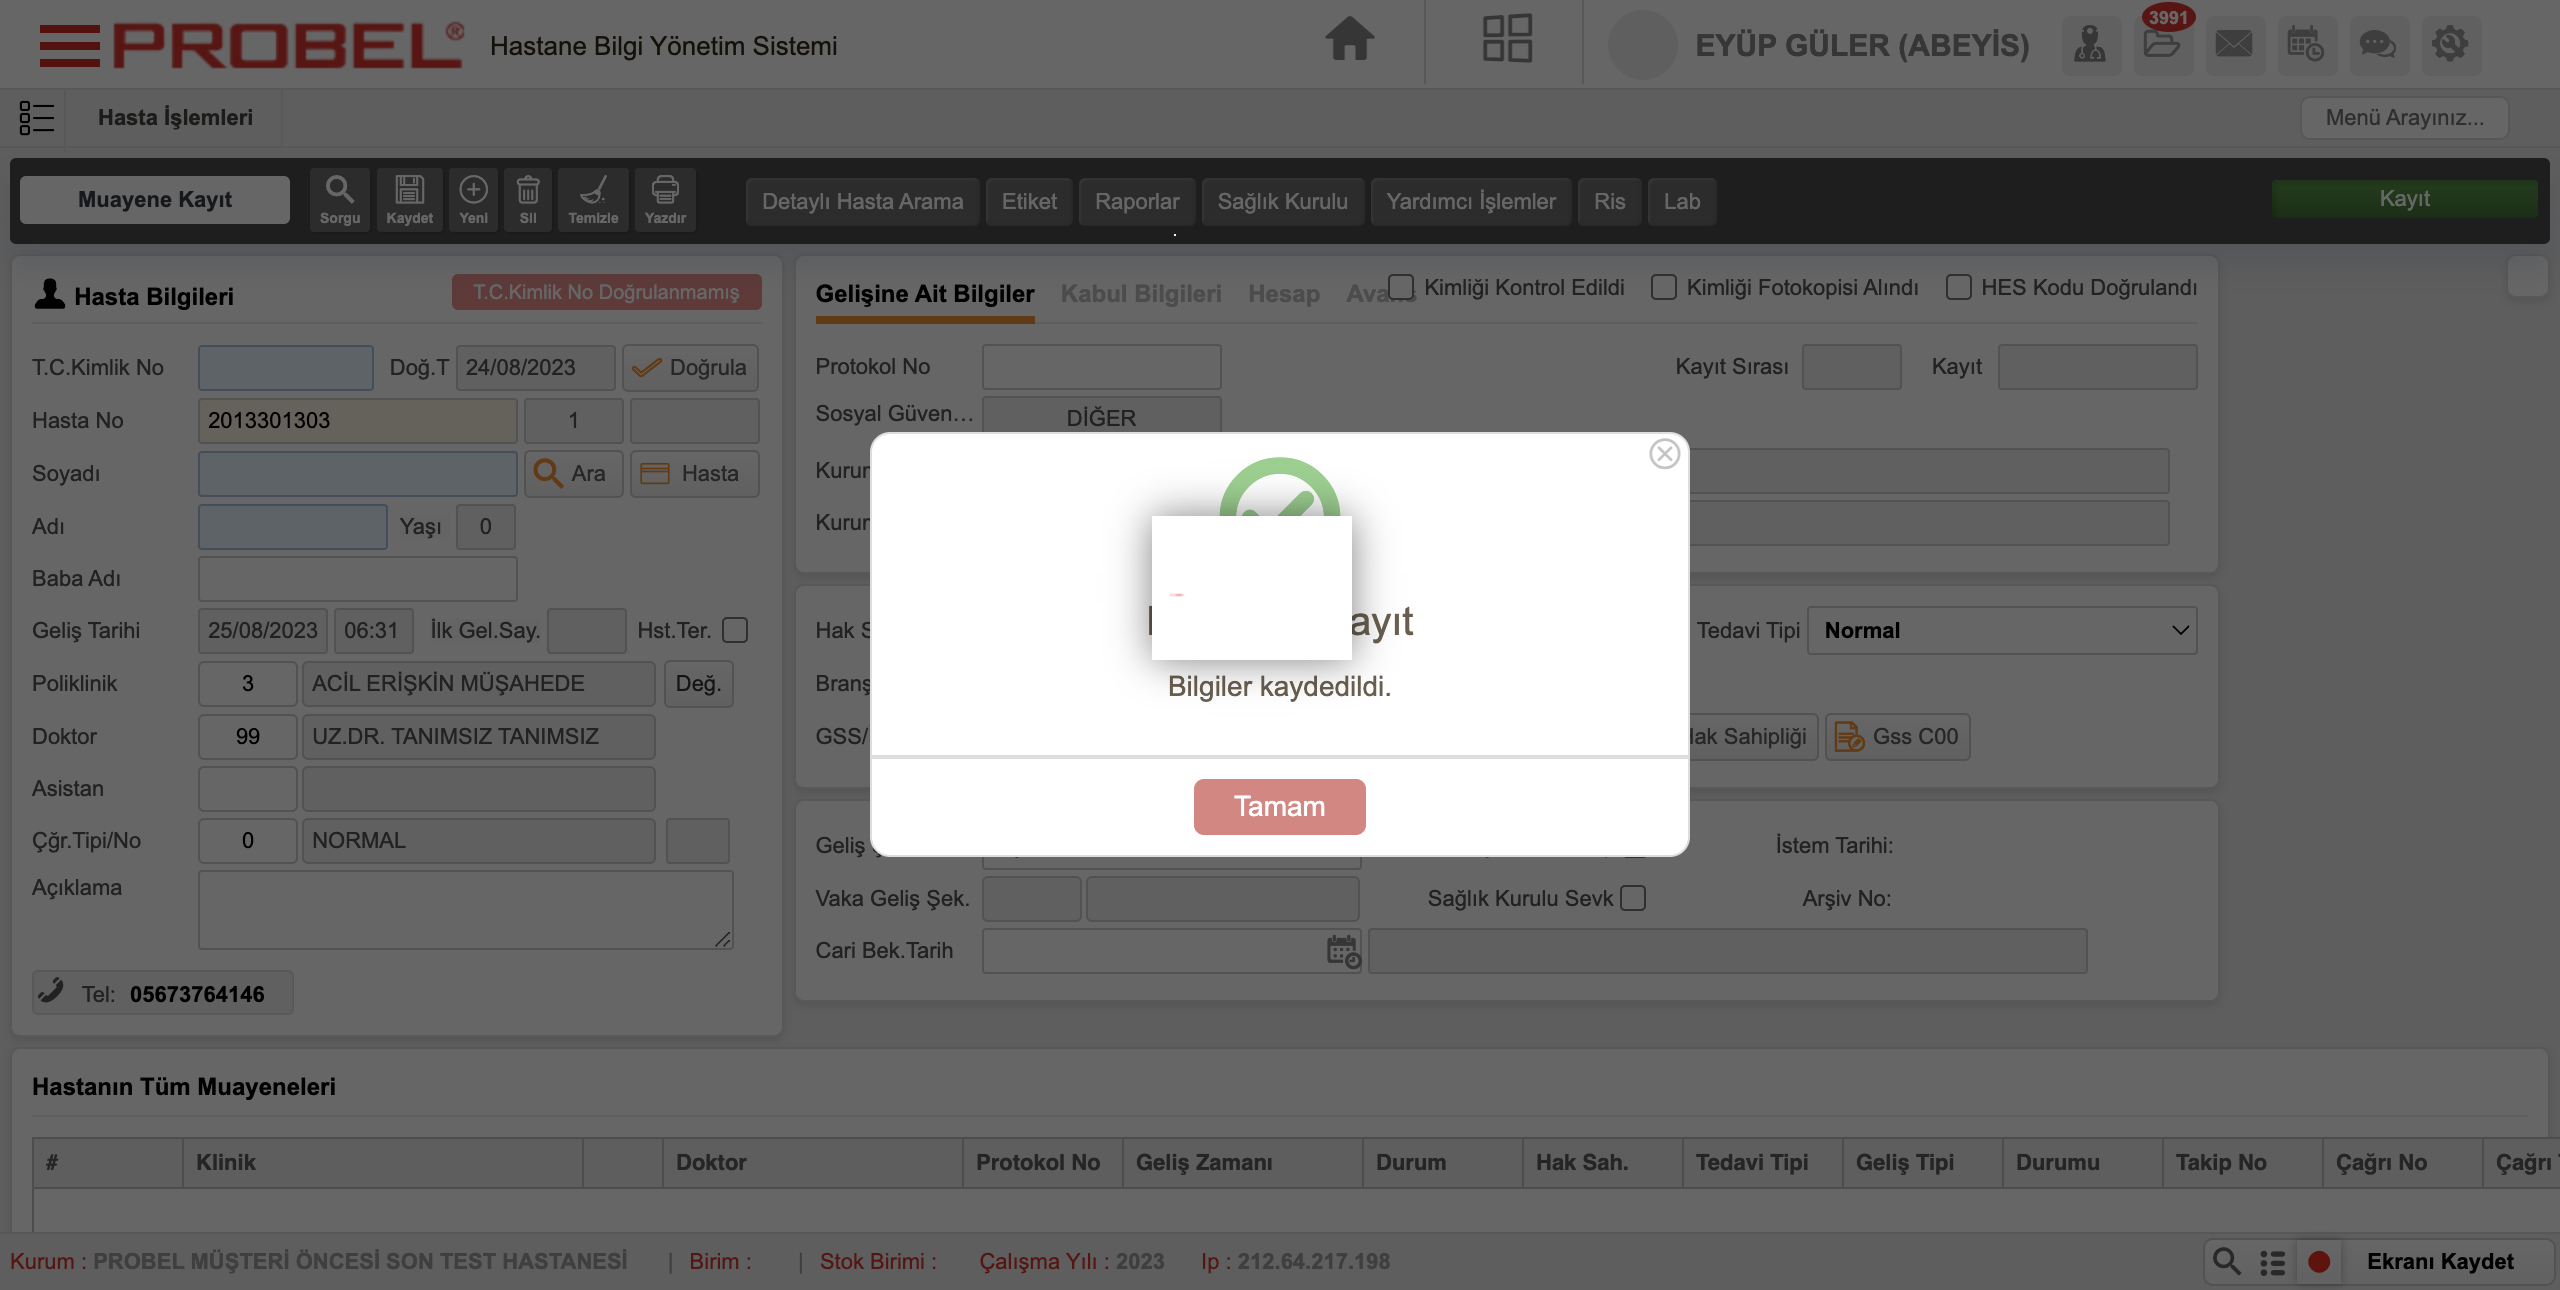 PROBEL® Hastane Bilgi Yönetim Sistemi EYÜP GÜLER (ABEYİS) 3991
Hasta İşlemleri Menü Arayınız...
Muayene Kayıt Sorgu Kaydet Yeni Sil Temizle Yazdır Detaylı Hasta Arama Etiket Raporlar Sağlık Kurulu Yardımcı İşlemler Ris Lab Kayıt
Hasta Bilgileri T.C.Kimlik No Doğrulanmamış
T.C.Kimlik No Doğ.T 24/08/2023 Doğrula
Hasta No 2013301303 1
Soyadı Ara Hasta
Adı Yaşı 0
Baba Adı
Geliş Tarihi 25/08/2023 06:31 İlk Gel.Say. Hst.Ter.
Poliklinik 3 ACİL ERİŞKİN MÜŞAHEDE Değ.
Doktor 99 UZ.DR. TANIMSIZ TANIMSIZ
Asistan
Çğr.Tipi/No 0 NORMAL
Açıklama
Tel: 05673764146
Gelişine Ait Bilgiler Kabul Bilgileri Hesap Kimliği Kontrol Edildi Kimliği Fotokopisi Alındı HES Kodu Doğrulandı
Protokol No Kayıt Sırası Kayıt
Sosyal Güven... DİĞER
Hak Tedavi Tipi Normal
GSS/ Sahipliği Gss C00
Geliş İstem Tarihi:
Vaka Geliş Şek. Sağlık Kurulu Sevk Arşiv No:
Cari Bek.Tarih
ayıt
Bilgiler kaydedildi.
Tamam
Hastanın Tüm Muayeneleri
# Klinik Doktor Protokol No Geliş Zamanı Durum Hak Sah. Tedavi Tipi Geliş Tipi Durumu Takip No Çağrı No Çağrı
Kurum : PROBEL MÜŞTERİ ÖNCESİ SON TEST HASTANESİ | Birim : | Stok Birimi : Çalışma Yılı : 2023 Ip : 212.64.217.198 Ekranı Kaydet